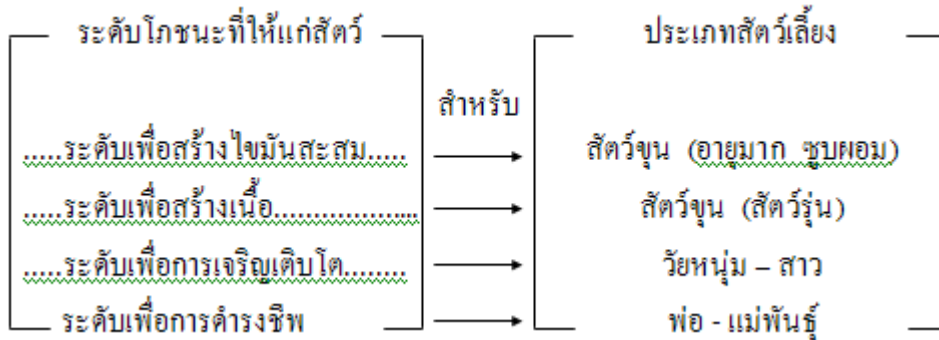 ระดับโภชนะที่ให้แก่สัตว์ ประเภทสัตว์เลี้ยง
สำหรับ
.....ระดับเพื่อสร้างไขมันสะสม..... สัตว์ขุน (อายุมาก ซูบผอม)
.....ระดับเพื่อสร้างเนื้อ..................... สัตว์ขุน (สัตว์รุ่น)
.....ระดับเพื่อการเจริญเติบโต........ วัยหนุ่ม – สาว
ระดับเพื่อการดำรงชีพ พ่อ - แม่พันธุ์